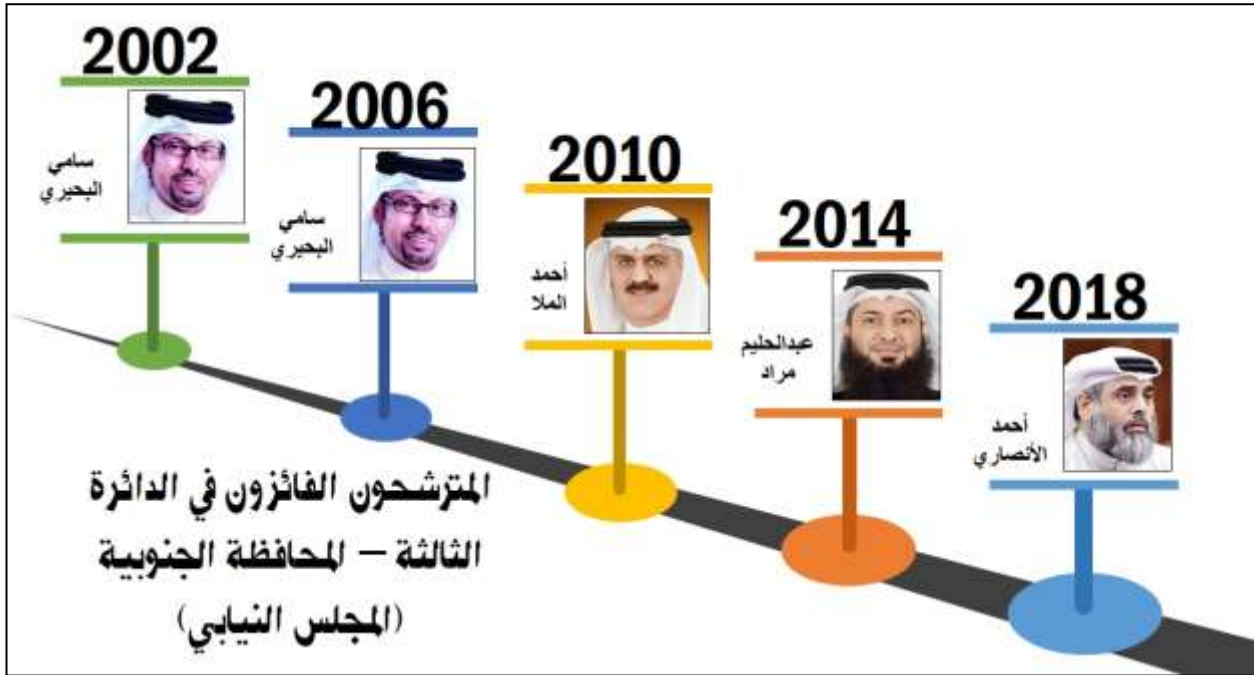 2002
سامي
البحيري
2006
سامي
البحيري
2010
أحمد
الملا
2014
عبدالحليم
مراد
2018
أحمد
الأنصاري
المترشحون الفائزون في الدائرة
الثالثة – المحافظة الجنوبية
(المجلس النيابي)